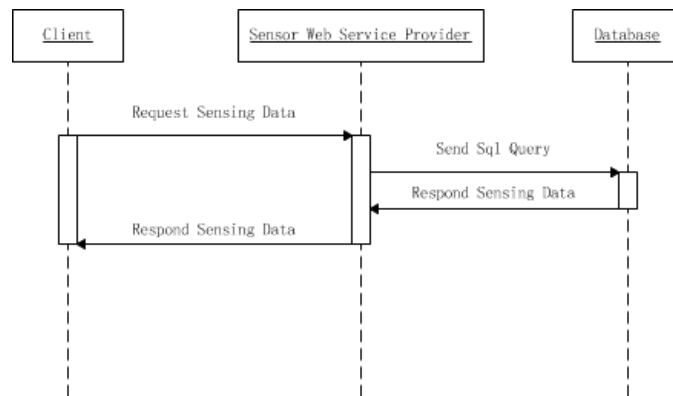 Client
Sensor Web Service Provider
Database
Request Sensing Data
Send Sql Query
Respond Sensing Data
Respond Sensing Data